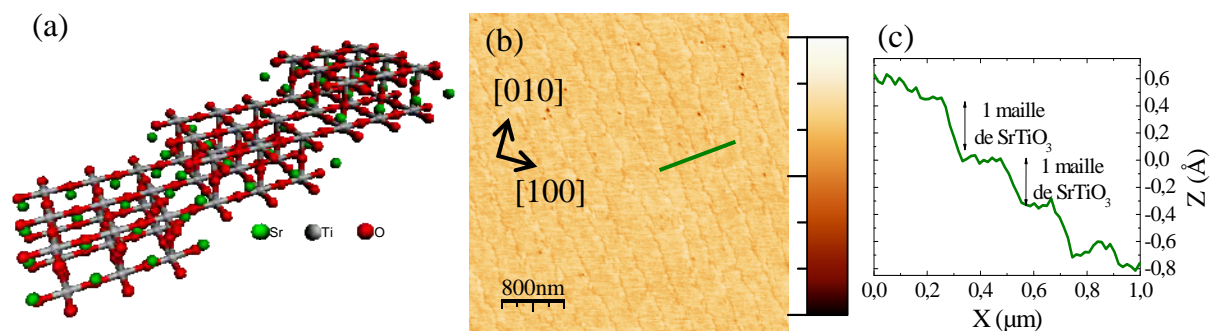 (a)
Sr Ti O
(b)
[010]
[100]
800nm
(c)
1 maille
de SrTiO3
1 maille
de SrTiO3
0,6
0,4
0,2
0,0
-0,2
-0,4
-0,6
-0,8
Z (Å)
0,0 0,2 0,4 0,6 0,8 1,0
X (µm)